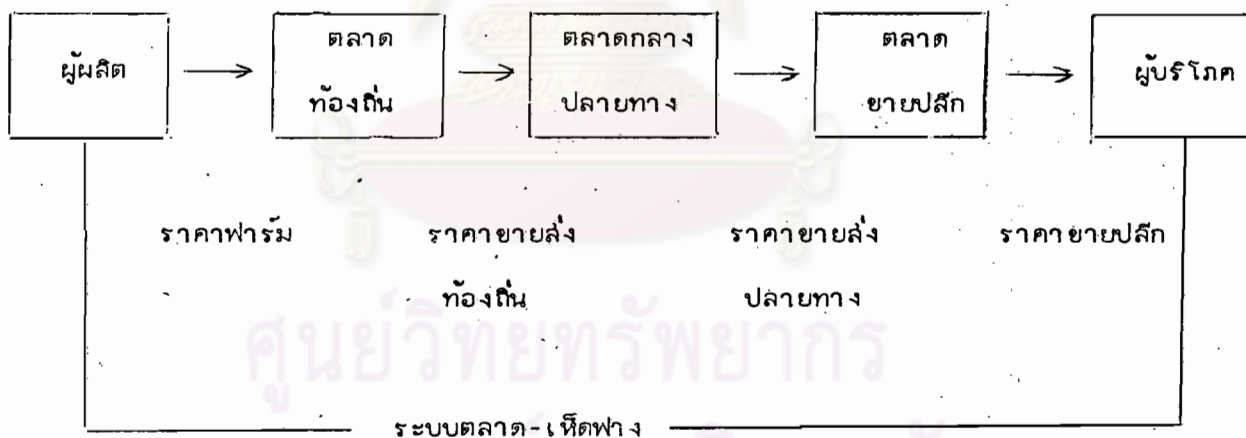 ผู้ผลิต
ตลาด
ท้องถิ่น
ตลาดกลาง
ปลายทาง
ตลาด
ขายปลีก
ผู้บริโภค
ราคาฟาร์ม
ราคาขายส่ง
ท้องถิ่น
ราคาขายส่ง
ปลายทาง
ราคาขายปลีก
ศูนย์วิทยทรัพยากร
ระบบตลาด-เห็ดฟาง